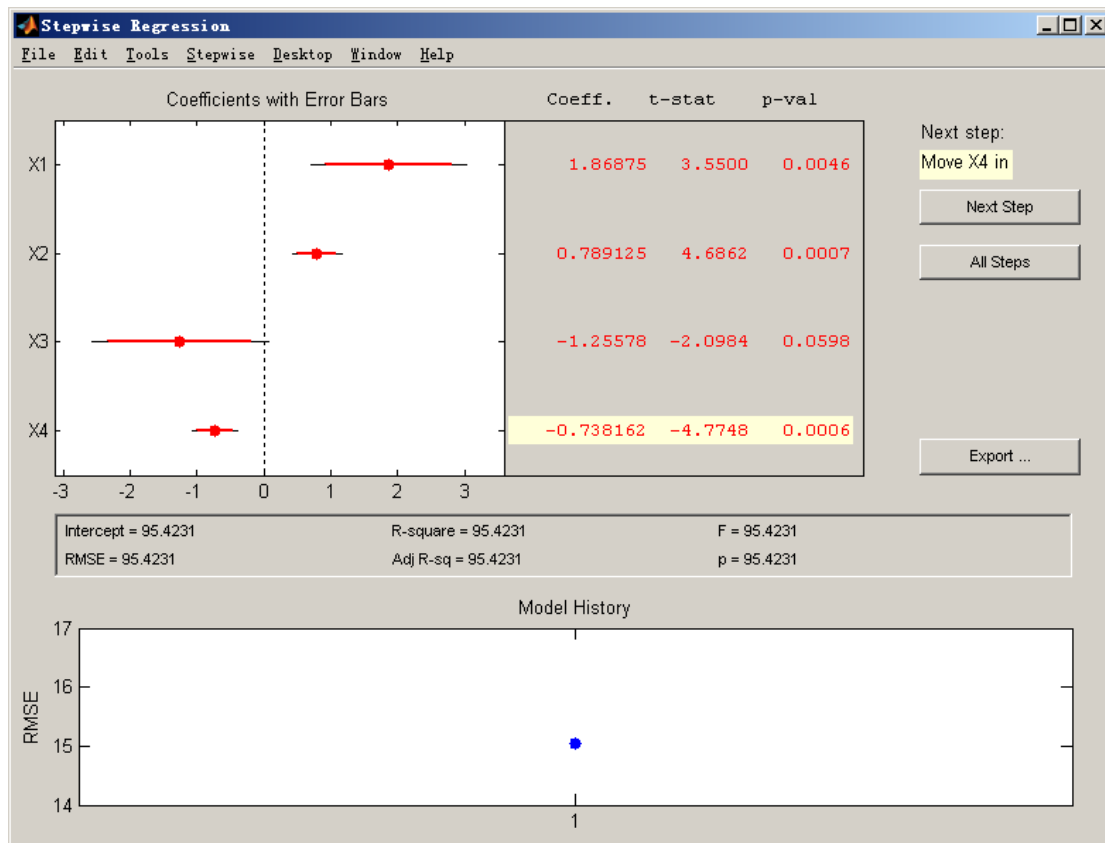 Stepwise Regression
File Edit Tools Stepwise Desktop Window Help
Coefficients with Error Bars
Coeff. t-stat p-val
X1 1.86875 3.5500 0.0046
X2 0.789125 4.6862 0.0007
X3 -1.25578 -2.0984 0.0598
X4 -0.738162 -4.7748 0.0006
-3 -2 -1 0 1 2 3
Next step:
Move X4 in
Next Step
All Steps
Export ...
Intercept = 95.4231 R-square = 95.4231 F = 95.4231
RMSE = 95.4231 Adj R-sq = 95.4231 p = 95.4231
Model History
RMSE
17
16
15
14
1